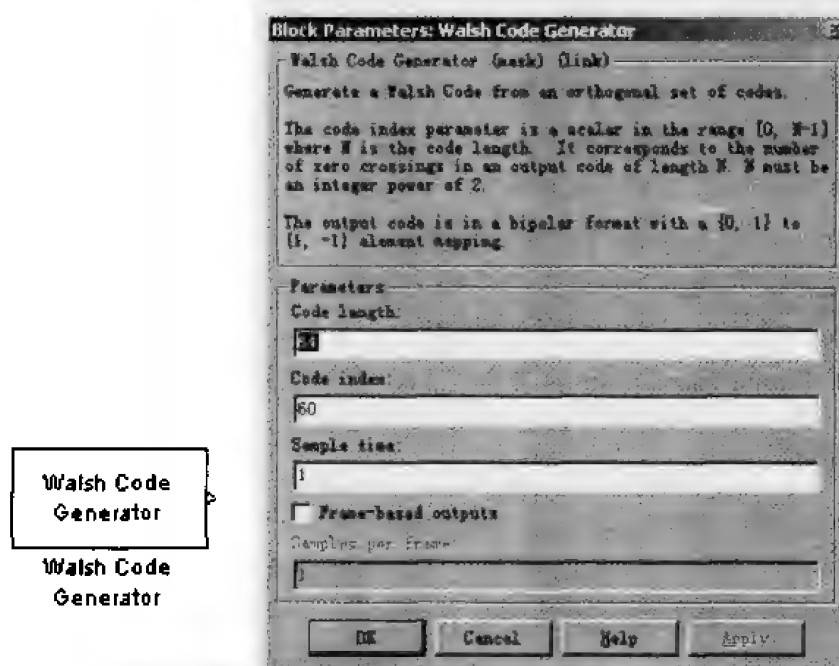 Block Parameters: Walsh Code Generator
Walsh Code Generator (mask) (link)
Generate a Walsh Code from an orthogonal set of codes.
The code index parameter is a scalar in the range [0, N-1]
where N is the code length. It corresponds to the number
of zero crossings in an output code of length N. N must be
an integer power of 2.
The output code is in a bipolar format with a {0, 1} to
{1, -1} element mapping.
Parameters
Code length:
Code index:
60
Sample time:
1
Frame-based outputs
Samples per frame:
1
OK Cancel Help Apply
Walsh Code
Generator
Walsh Code
Generator